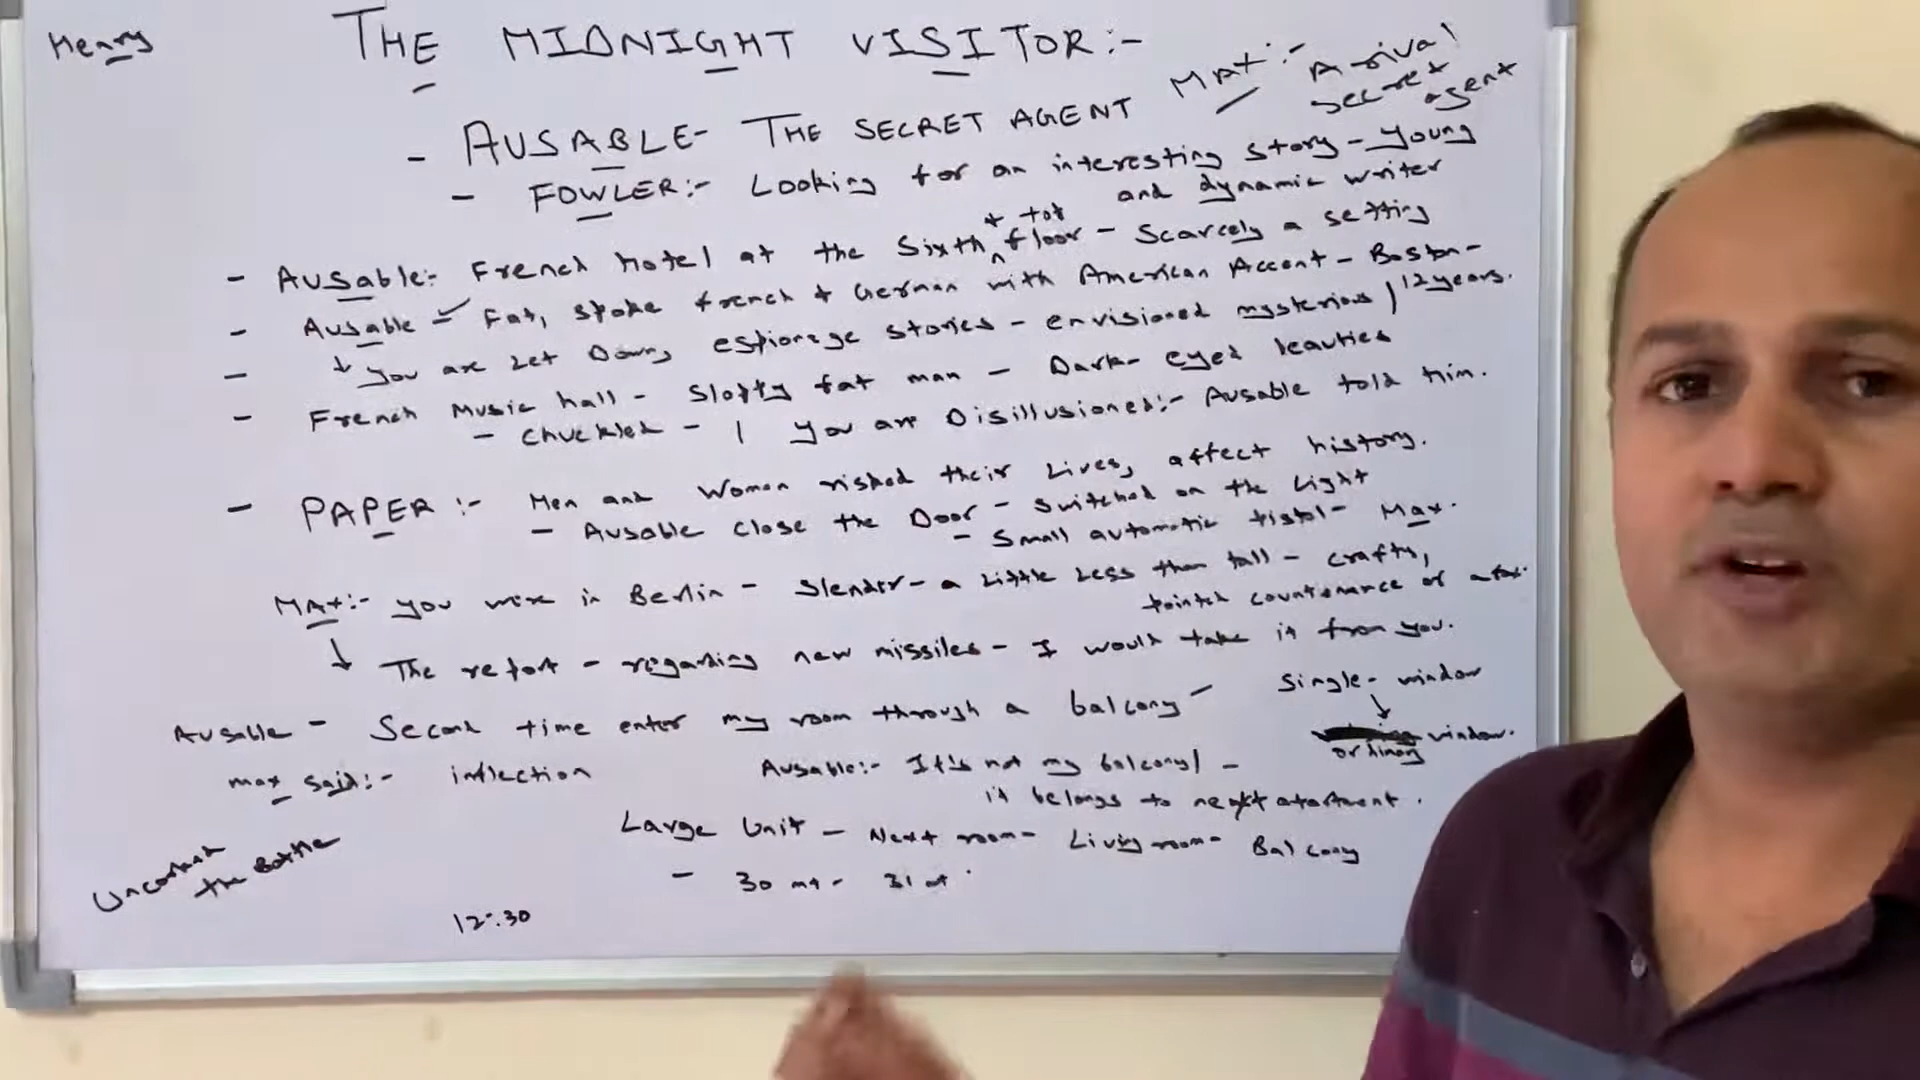 Henry
THE MIDNIGHT VISITOR:-
MAX:- A rival
secret
agent
- AUSABLE- THE SECRET AGENT
- FOWLER:- Looking for an interesting story - young
and dynamic writer
- AUSABLE:- French Hotel at the Sixth + top floor - Scarcely a setting
- Ausable - Fat, spoke french + German with American Accent - Boston -
12 years.
- You are Let Down, espionage stories - envisioned mysterious
- French Music hall - Sloppy fat man - Dark-eyed beauties
- Chuckled - | You are Disillusioned:- Ausable told him.
- PAPER:- Men and Women risked their Lives, affect history.
- Ausable close the Door - switched on the Light
- Small automatic pistol - Max.
MAX:- you were in Berlin - Slender - a Little Less than tall - crafty,
pointed countenance of a fox.
The report - regarding new missiles - I would take it from you.
Ausable - Second time enter my room through a balcony -
Single - window
ordinary window.
max said:- inflection
Ausable:- It's not my balcony! -
it belongs to next apartment.
Large Unit - Next room - Living room - Balcony
- 30 mt - 31 mt.
Uncorked
the Bottle
12:30